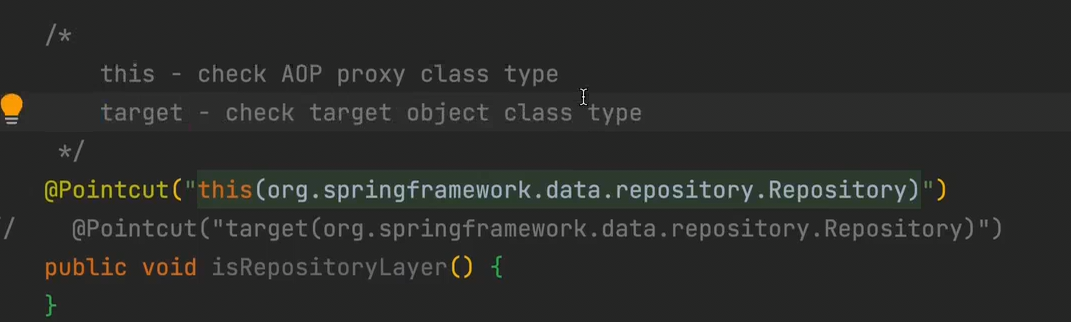 /*
this - check AOP proxy class type
target - check target object class type
*/
@Pointcut("this(org.springframework.data.repository.Repository)")
// @Pointcut("target(org.springframework.data.repository.Repository)")
public void isRepositoryLayer() {
}